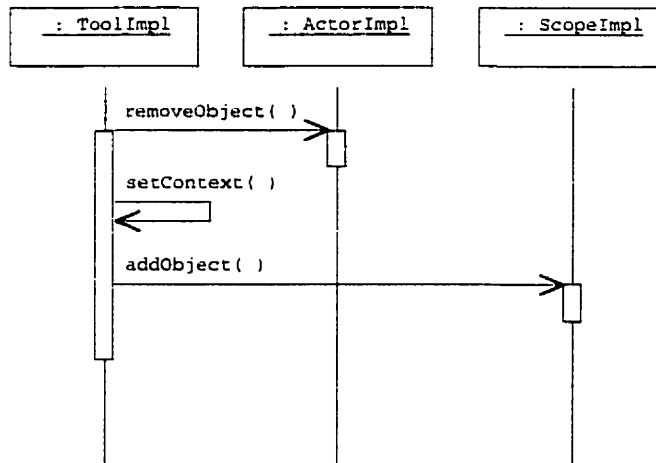 : ToolImpl
: ActorImpl
: ScopeImpl
removeObject( )
setContext( )
addObject( )